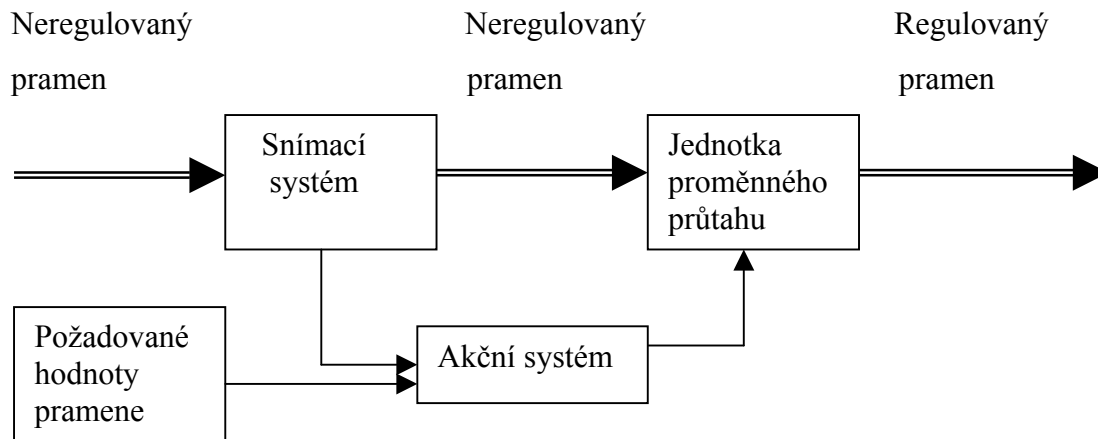 Neregulovaný
pramen
Neregulovaný
pramen
Regulovaný
pramen
Snímací
systém
Jednotka
proměnného
průtahu
Požadované
hodnoty
pramene
Akční systém